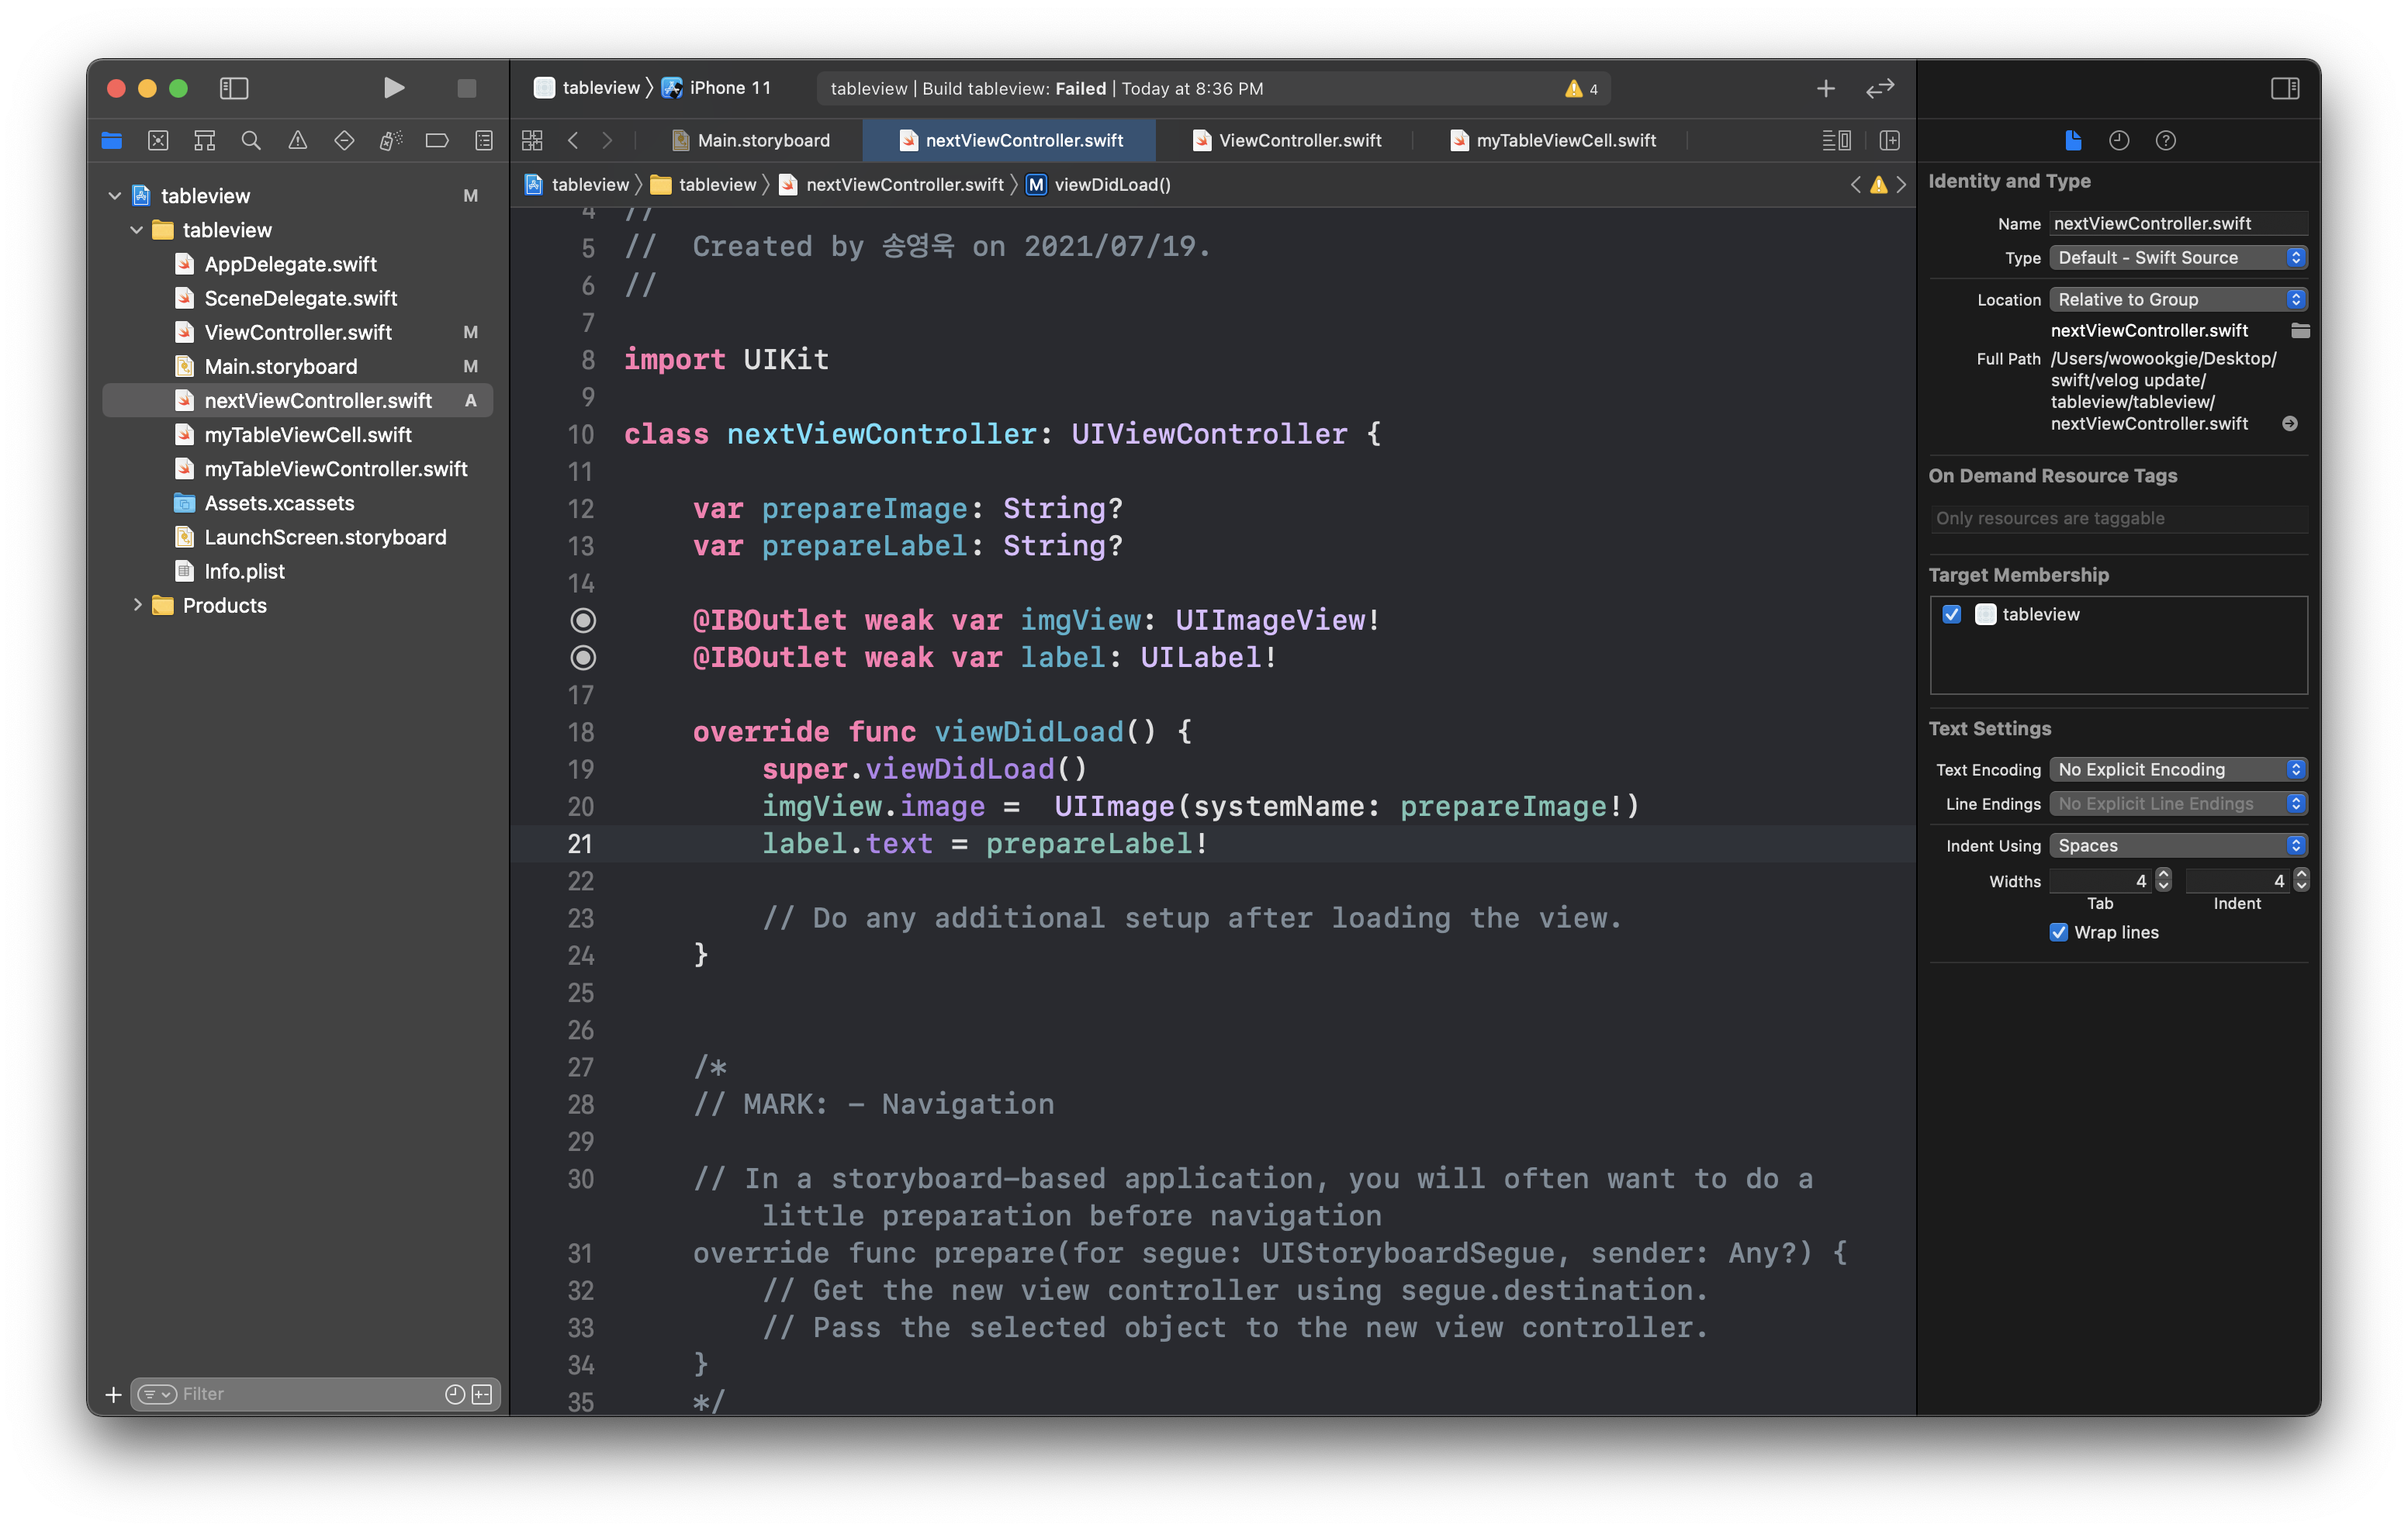 tableview 〉 iPhone 11
tableview | Build tableview: Failed | Today at 8:36 PM
4
Main.storyboard
nextViewController.swift
ViewController.swift
myTableViewCell.swift
tableview 〉 tableview 〉 nextViewController.swift 〉 M viewDidLoad()
tableview M
tableview
AppDelegate.swift
SceneDelegate.swift
ViewController.swift M
Main.storyboard M
nextViewController.swift A
myTableViewCell.swift
myTableViewController.swift
Assets.xcassets
LaunchScreen.storyboard
Info.plist
Products
Filter
4 //
5 //  Created by 송영욱 on 2021/07/19.
6 //
7
8 import UIKit
9
10 class nextViewController: UIViewController {
11
12     var prepareImage: String?
13     var prepareLabel: String?
14
    @IBOutlet weak var imgView: UIImageView!
    @IBOutlet weak var label: UILabel!
17
18     override func viewDidLoad() {
19         super.viewDidLoad()
20         imgView.image =  UIImage(systemName: prepareImage!)
21         label.text = prepareLabel!
22
23         // Do any additional setup after loading the view.
24     }
25
26
27     /*
28     // MARK: - Navigation
29
30     // In a storyboard-based application, you will often want to do a
        little preparation before navigation
31     override func prepare(for segue: UIStoryboardSegue, sender: Any?) {
32         // Get the new view controller using segue.destination.
33         // Pass the selected object to the new view controller.
34     }
35     */
Identity and Type
Name nextViewController.swift
Type Default - Swift Source
Location Relative to Group
nextViewController.swift
Full Path /Users/wowookgie/Desktop/
swift/velog update/
tableview/tableview/
nextViewController.swift
On Demand Resource Tags
Only resources are taggable
Target Membership
tableview
Text Settings
Text Encoding No Explicit Encoding
Line Endings No Explicit Line Endings
Indent Using Spaces
Widths 4 4
Tab Indent
Wrap lines